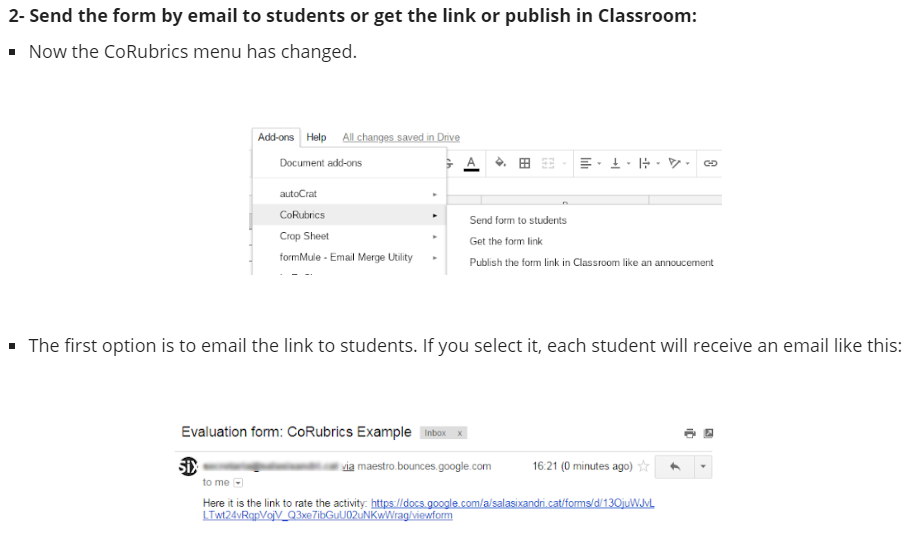 2- Send the form by email to students or get the link or publish in Classroom:
Now the CoRubrics menu has changed.
Add-ons Help All changes saved in Drive
Document add-ons
A
autoCrat
CoRubrics
Send form to students
Crop Sheet
Get the form link
formMule - Email Merge Utility
Publish the form link in Classroom like an annoucement
The first option is to email the link to students. If you select it, each student will receive an email like this:
Evaluation form: CoRubrics Example Inbox x
via maestro.bounces.google.com 16:21 (0 minutes ago)
to me
Here it is the link to rate the activity: https://docs.google.com/a/salasixandri.cat/forms/d/13OjuWJvL
LTwt24vRqpVojV_Q3xe7ibGuU02uNKwWrag/viewform